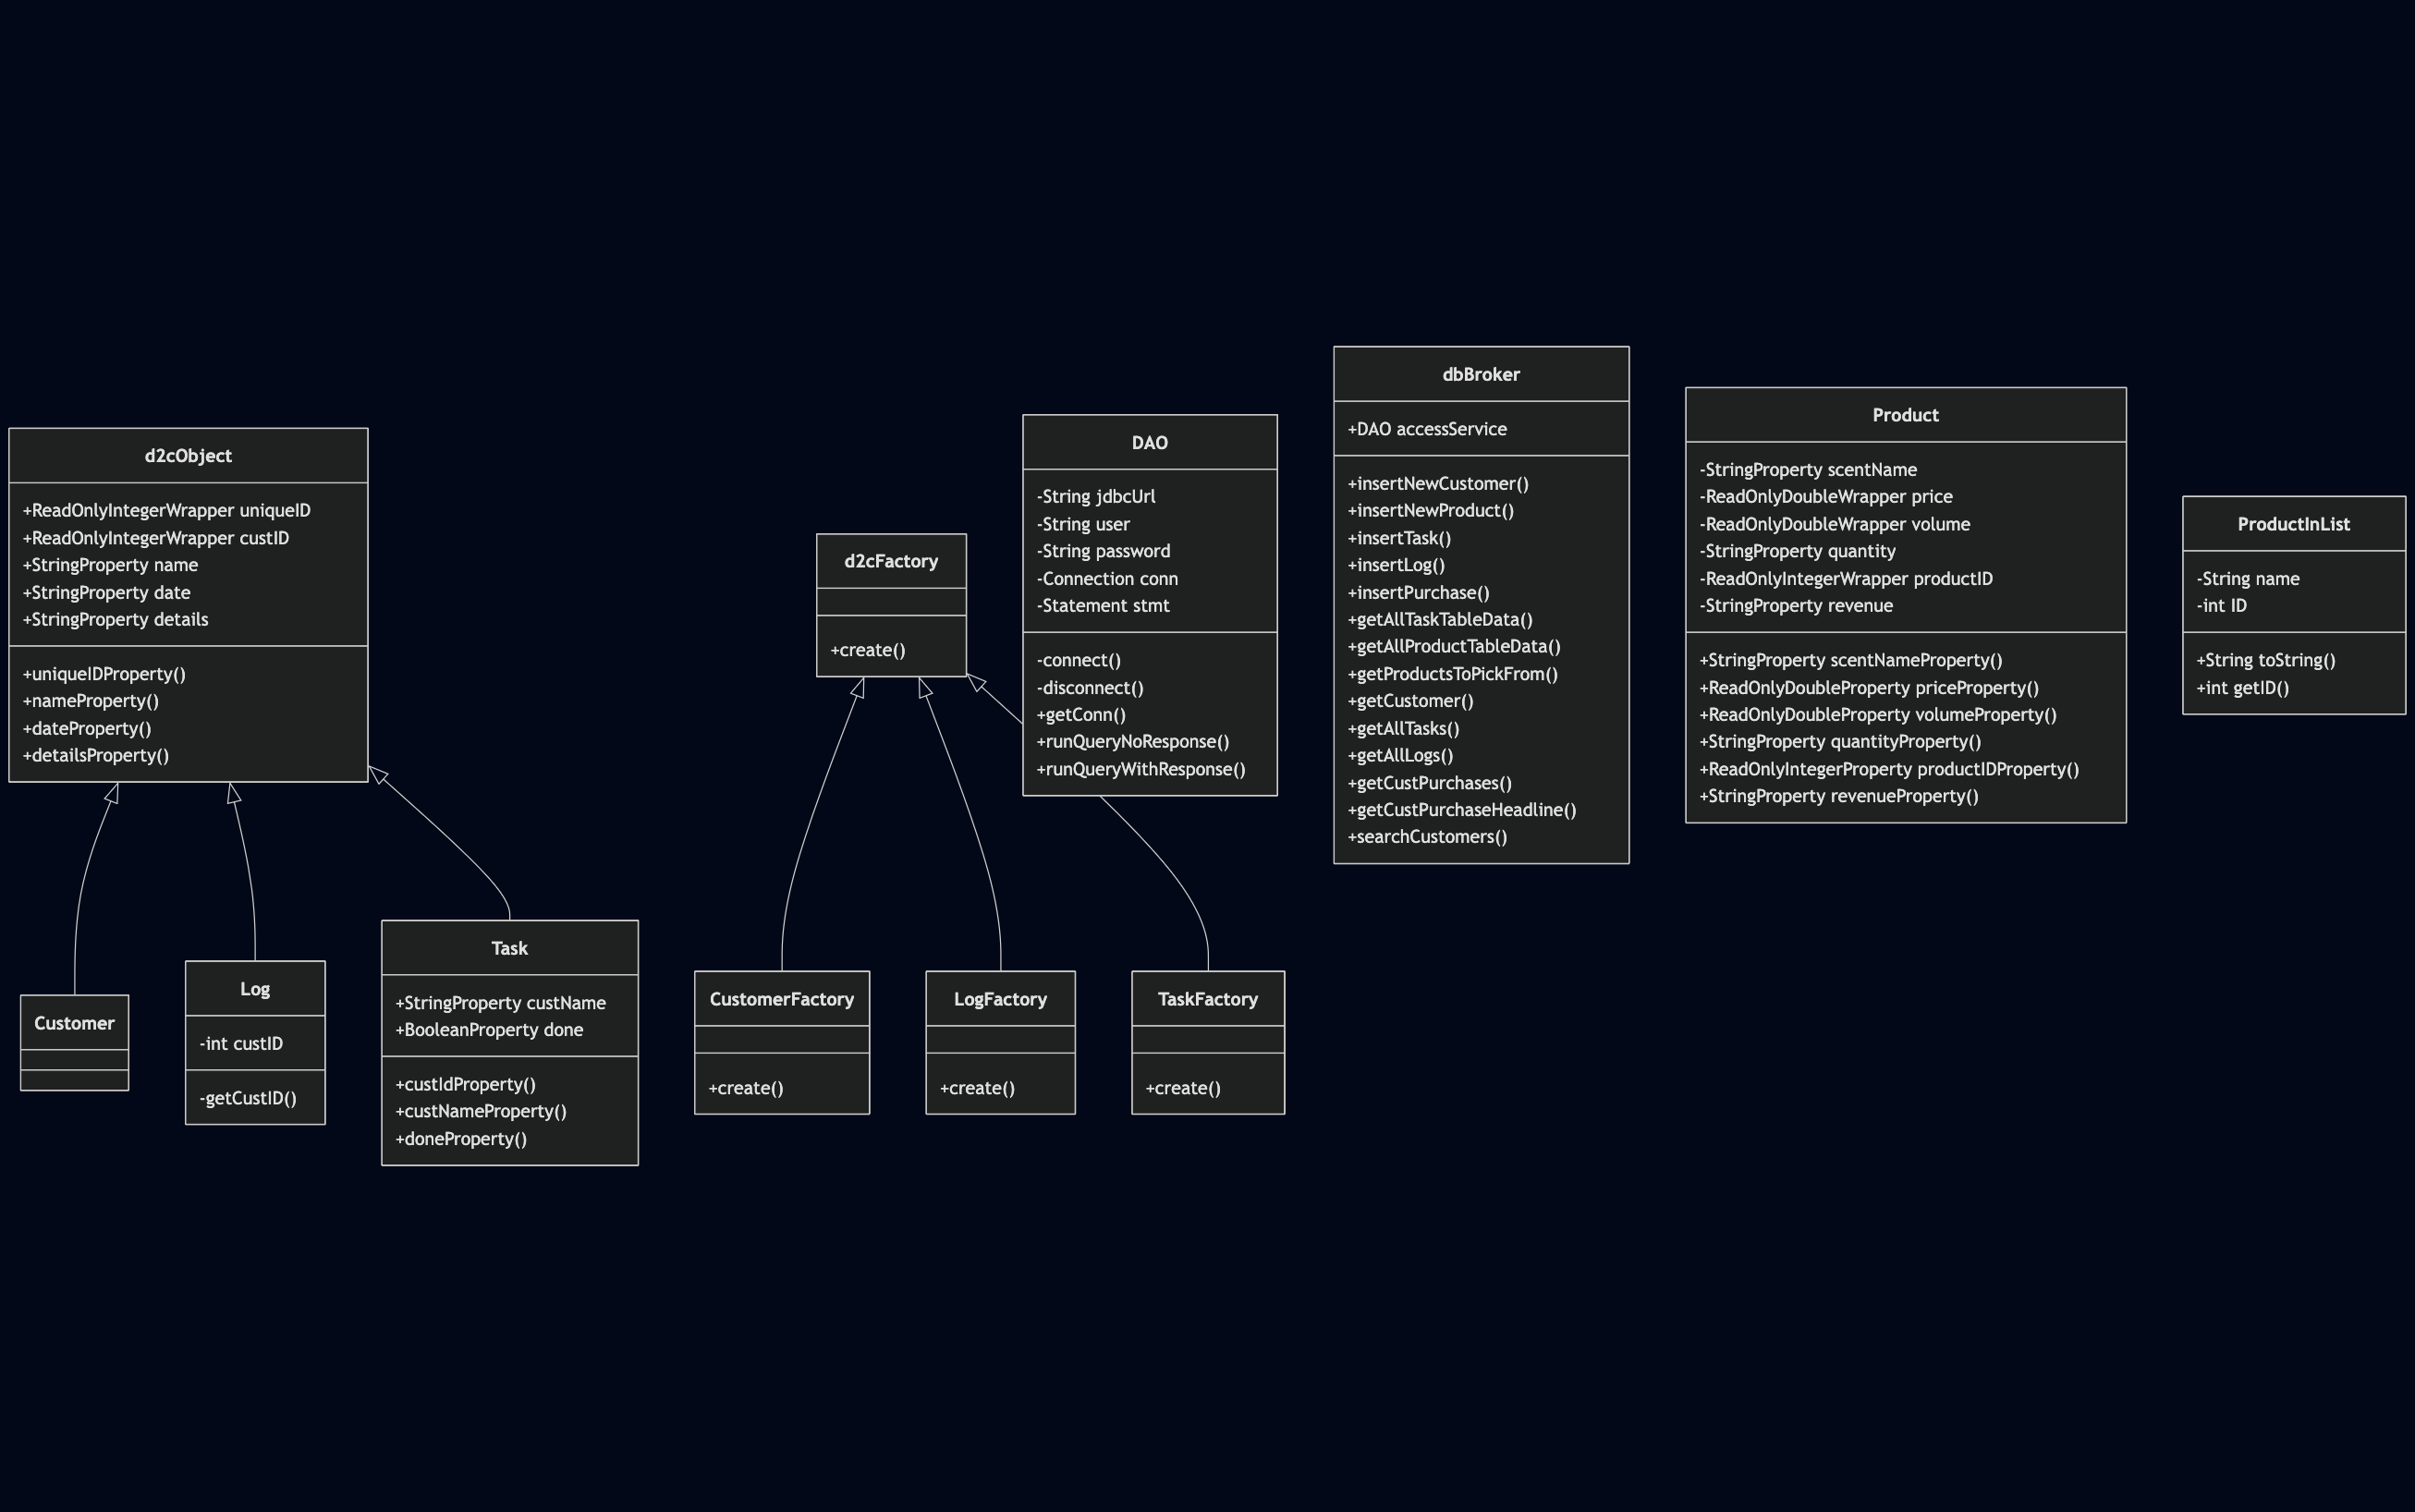 d2cObject
+ReadOnlyIntegerWrapper uniqueID
+ReadOnlyIntegerWrapper custID
+StringProperty name
+StringProperty date
+StringProperty details
+uniqueIDProperty()
+nameProperty()
+dateProperty()
+detailsProperty()
Customer
Log
-int custID
-getCustID()
Task
+StringProperty custName
+BooleanProperty done
+custIdProperty()
+custNameProperty()
+doneProperty()
d2cFactory
+create()
CustomerFactory
+create()
LogFactory
+create()
TaskFactory
+create()
DAO
-String jdbcUrl
-String user
-String password
-Connection conn
-Statement stmt
-connect()
-disconnect()
+getConn()
+runQueryNoResponse()
+runQueryWithResponse()
dbBroker
+DAO accessService
+insertNewCustomer()
+insertNewProduct()
+insertTask()
+insertLog()
+insertPurchase()
+getAllTaskTableData()
+getAllProductTableData()
+getProductsToPickFrom()
+getCustomer()
+getAllTasks()
+getAllLogs()
+getCustPurchases()
+getCustPurchaseHeadline()
+searchCustomers()
Product
-StringProperty scentName
-ReadOnlyDoubleWrapper price
-ReadOnlyDoubleWrapper volume
-StringProperty quantity
-ReadOnlyIntegerWrapper productID
-StringProperty revenue
+StringProperty scentNameProperty()
+ReadOnlyDoubleProperty priceProperty()
+ReadOnlyDoubleProperty volumeProperty()
+StringProperty quantityProperty()
+ReadOnlyIntegerProperty productIDProperty()
+StringProperty revenueProperty()
ProductInList
-String name
-int ID
+String toString()
+int getID()